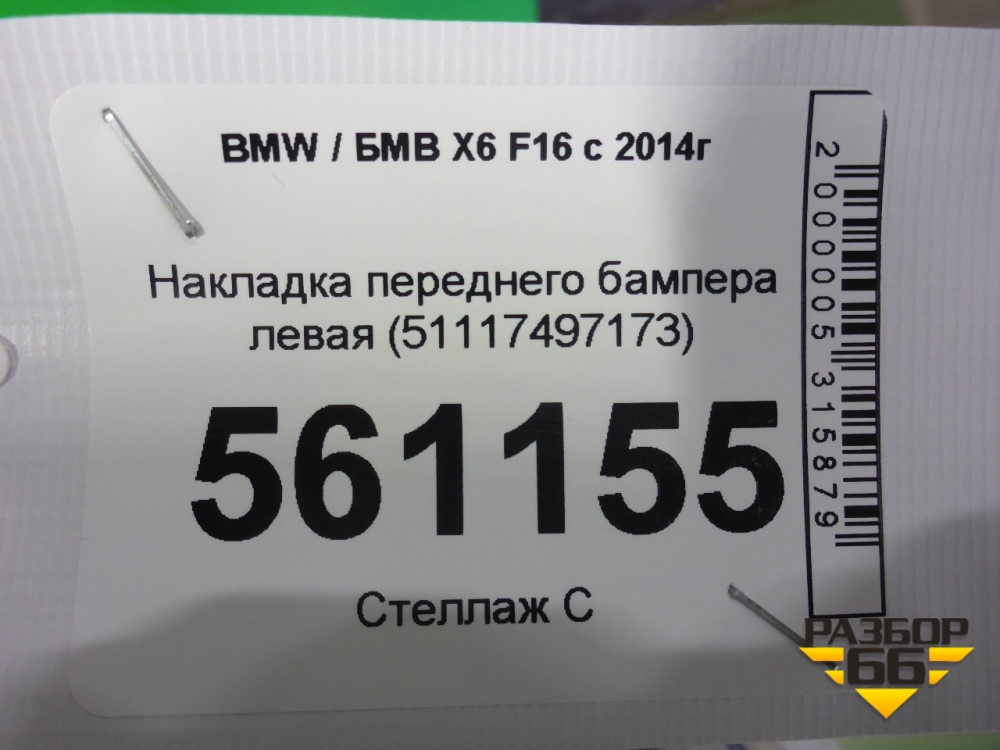 BMW / БМВ X6 F16 с 2014г
Накладка переднего бампера
левая (51117497173)
561155
Стеллаж С
2000005315879
РАЗБОР
66